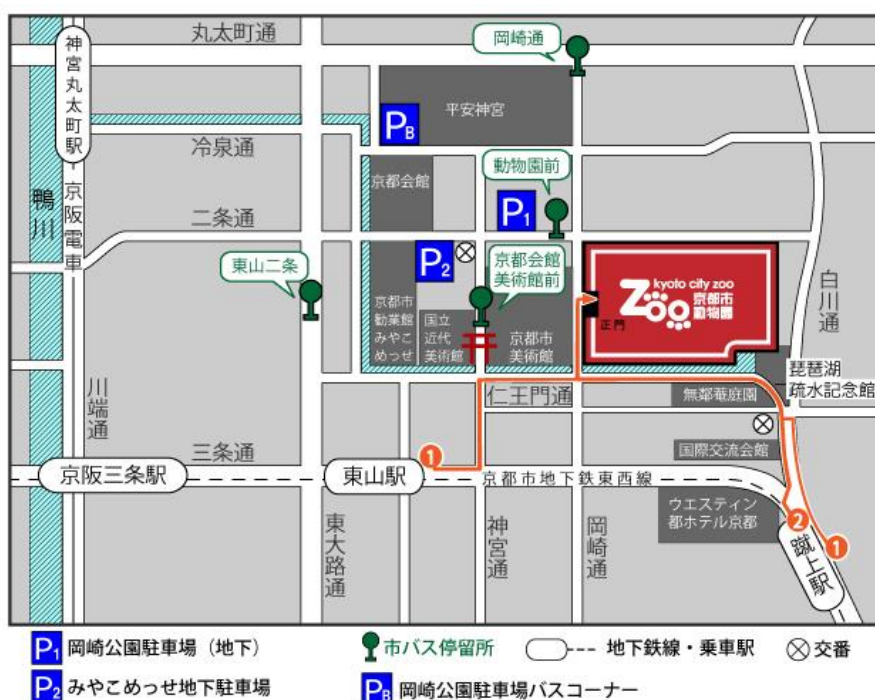 丸太町通
岡崎通
神宮丸太町駅
平安神宮
PB
冷泉通
動物園前
京都会館
P1
鴨川
京阪電車
二条通
東山二条
P2
京都会館
美術館前
kyoto city zoo
Zoo
京都市
動物園
正門
白川通
京都市
勧業館
みやこ
めっせ
国立
近代
美術館
京都市
美術館
琵琶湖
疏水記念館
川端通
仁王門通
無鄰菴庭園
三条通
1
国際交流会館
京阪三条駅
東山駅
京都市地下鉄東西線
ウエスティン
都ホテル京都
2
1
東大路通
神宮通
岡崎通
蹴上駅
P1 岡崎公園駐車場（地下）
市バス停留所
地下鉄線・乗車駅
交番
P2 みやこめっせ地下駐車場
PB 岡崎公園駐車場バスコーナー